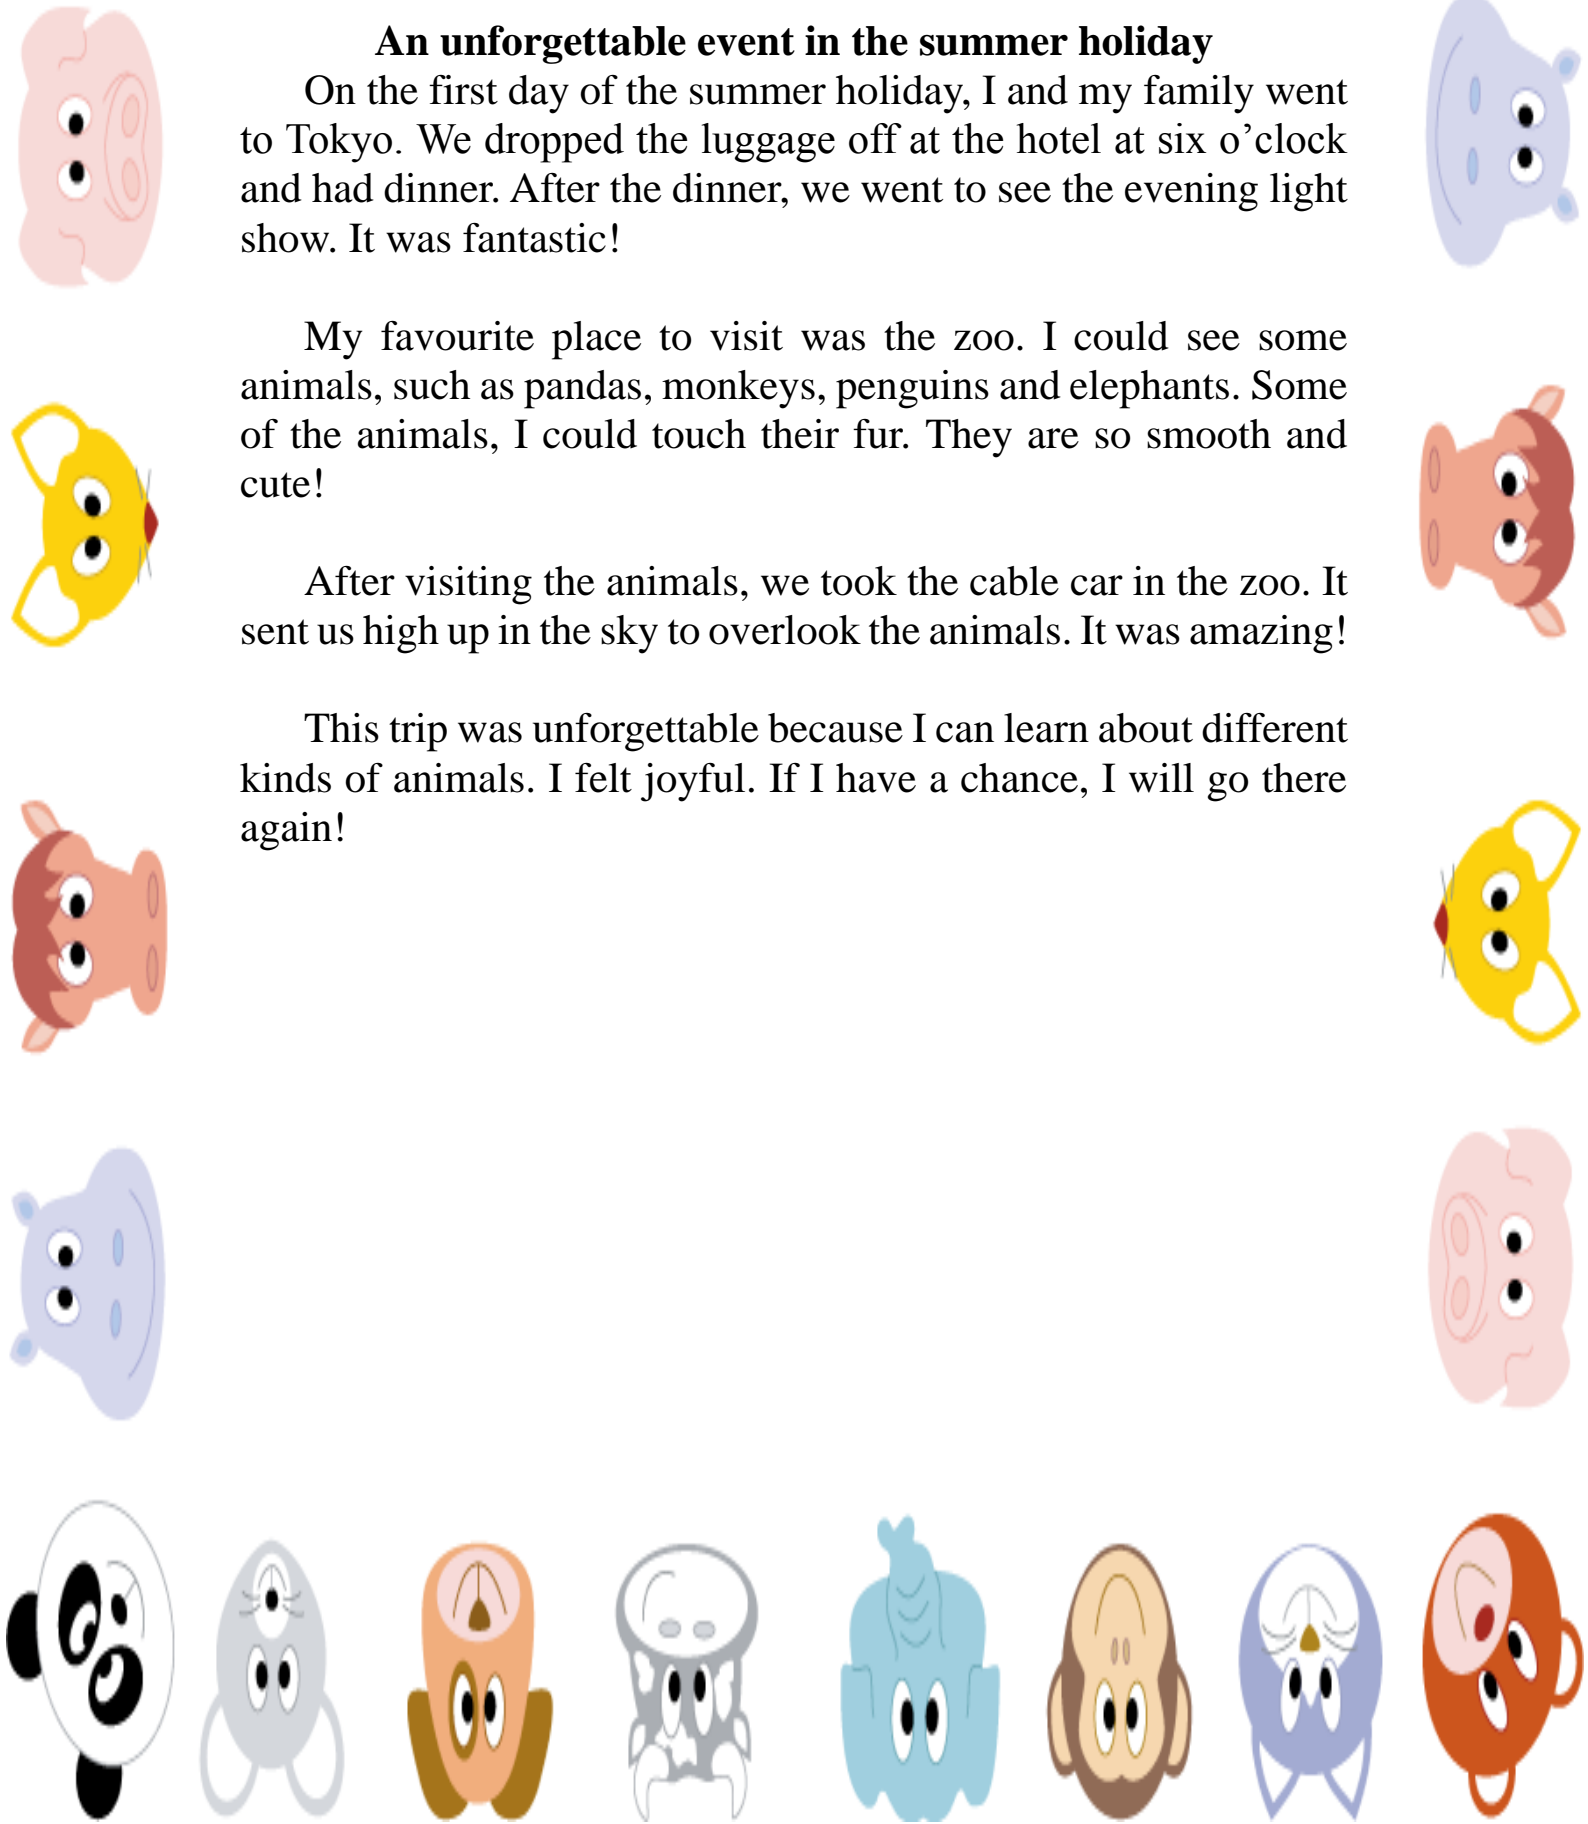 An unforgettable event in the summer holiday
On the first day of the summer holiday, I and my family went
to Tokyo. We dropped the luggage off at the hotel at six o’clock
and had dinner. After the dinner, we went to see the evening light
show. It was fantastic!
My favourite place to visit was the zoo. I could see some
animals, such as pandas, monkeys, penguins and elephants. Some
of the animals, I could touch their fur. They are so smooth and
cute!
After visiting the animals, we took the cable car in the zoo. It
sent us high up in the sky to overlook the animals. It was amazing!
This trip was unforgettable because I can learn about different
kinds of animals. I felt joyful. If I have a chance, I will go there
again!